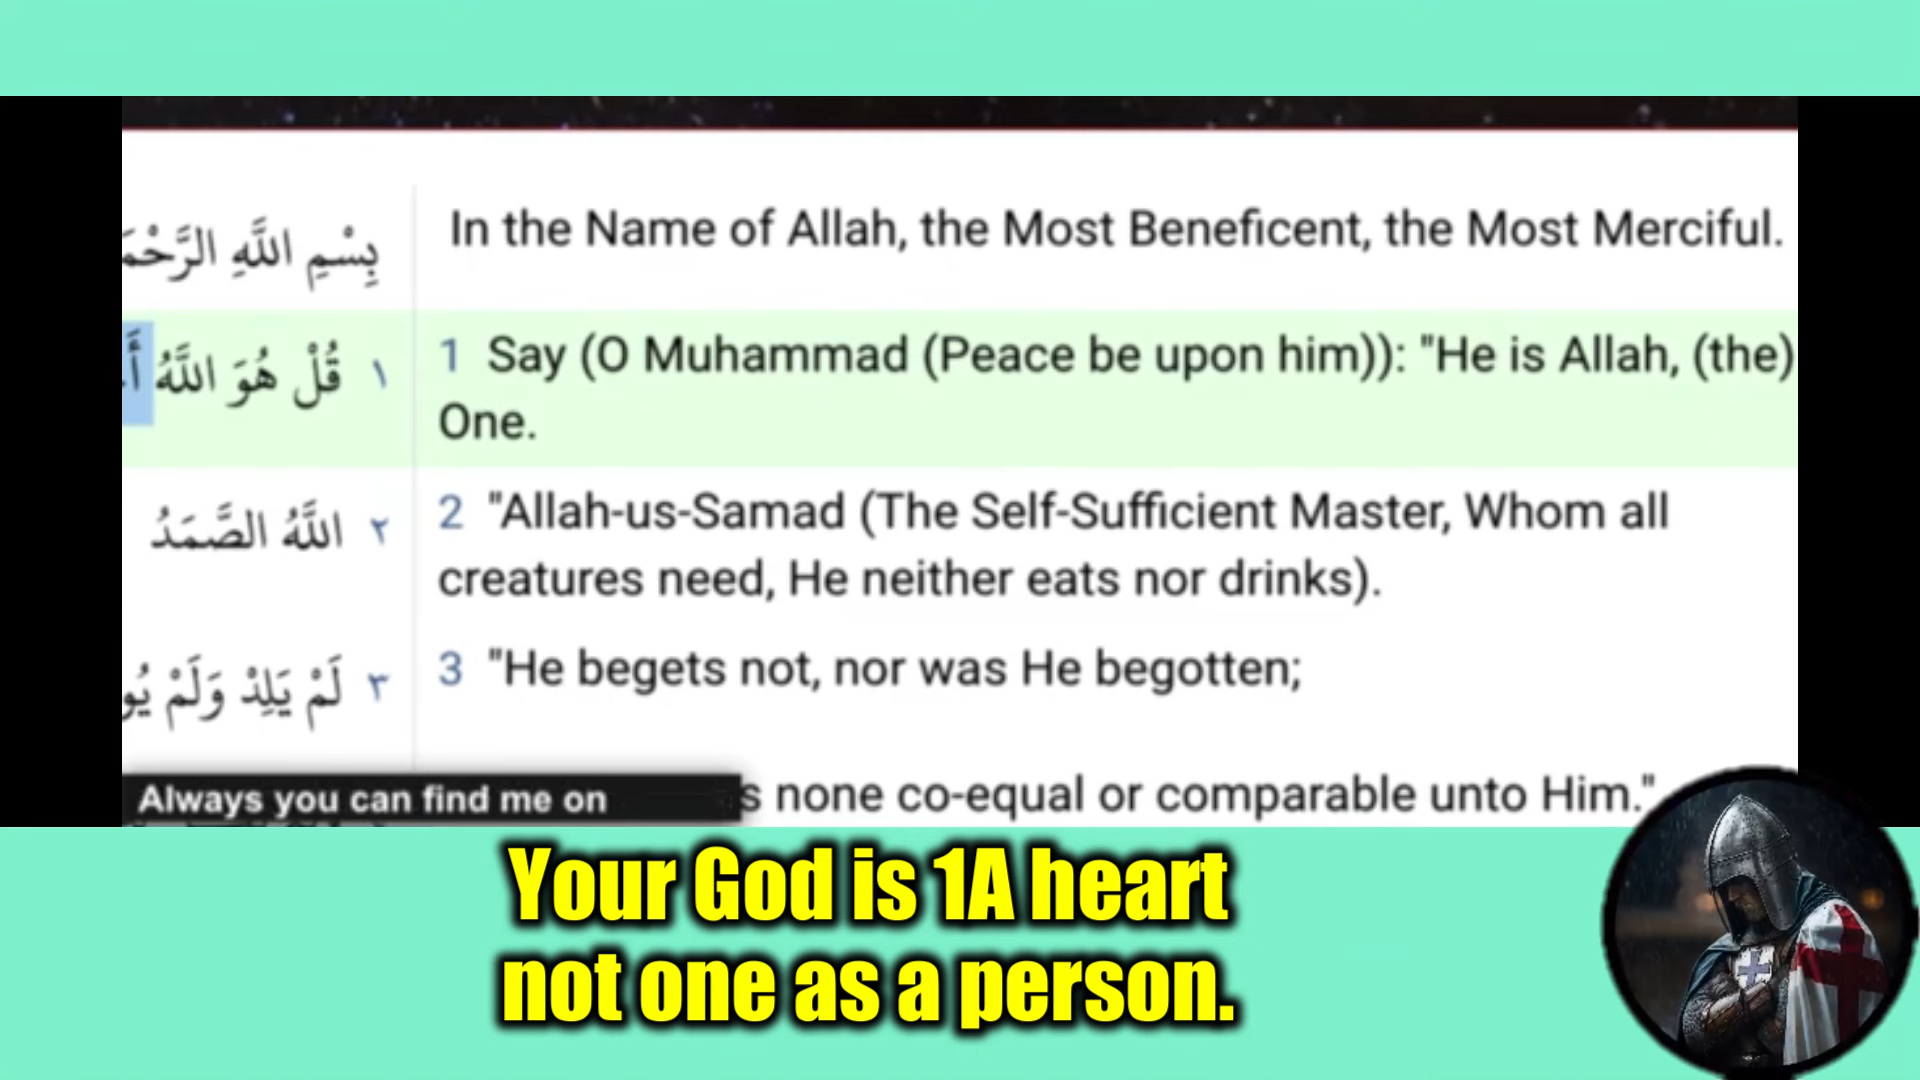 بِسْمِ اللَّهِ الرَّحْمَ
In the Name of Allah, the Most Beneficent, the Most Merciful.
١ قُلْ هُوَ اللَّهُ أَ
1 Say (O Muhammad (Peace be upon him)): "He is Allah, (the)
One.
٢ اللَّهُ الصَّمَدُ
2 "Allah-us-Samad (The Self-Sufficient Master, Whom all
creatures need, He neither eats nor drinks).
٣ لَمْ يَلِدْ وَلَمْ يُو
3 "He begets not, nor was He begotten;
s none co-equal or comparable unto Him."
Always you can find me on
Your God is 1A heart
not one as a person.